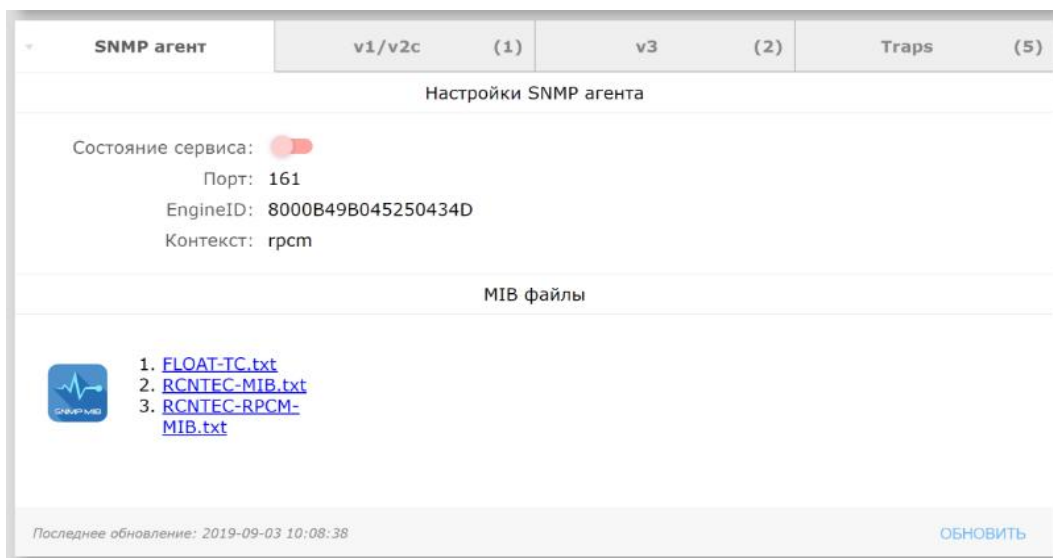 SNMP агент v1/v2c (1) v3 (2) Traps (5)
Настройки SNMP агента
Состояние сервиса:
Порт: 161
EngineID: 8000B49B045250434D
Контекст: rpcm
MIB файлы
1. FLOAT-TC.txt
2. RCNTEC-MIB.txt
3. RCNTEC-RPCM-
MIB.txt
SNMP MIB
Последнее обновление: 2019-09-03 10:08:38 ОБНОВИТЬ